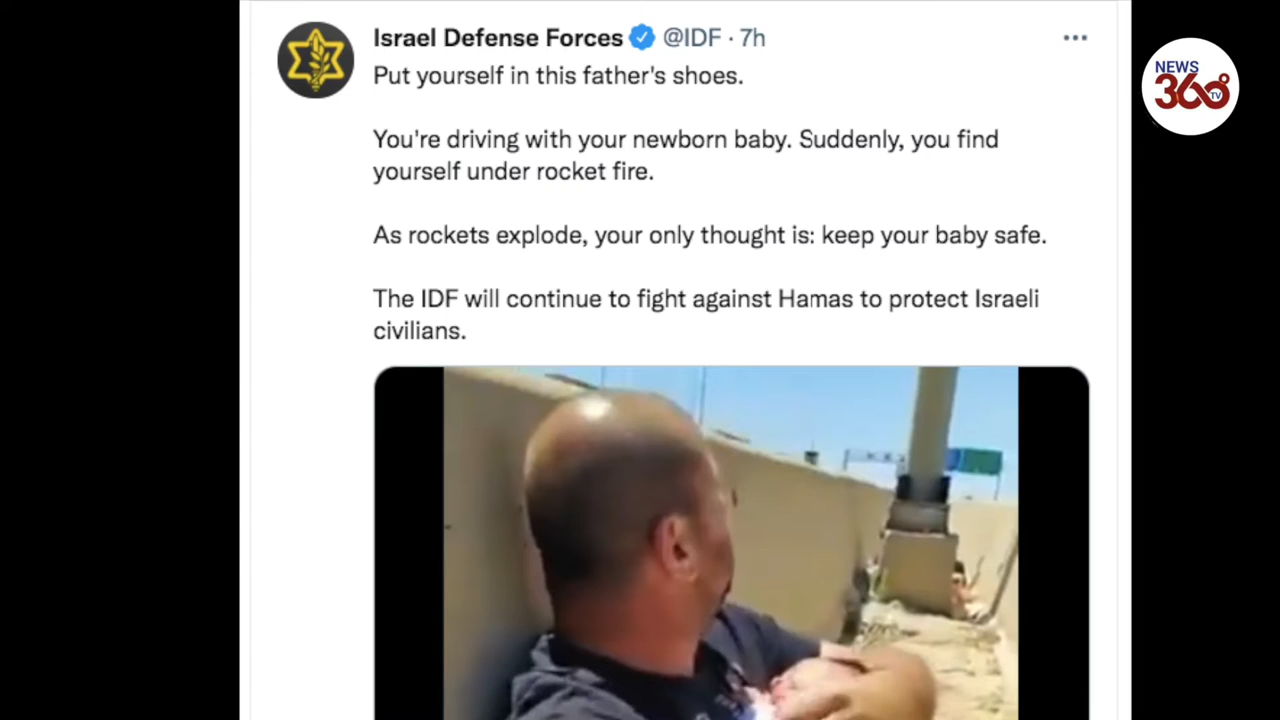 Israel Defense Forces @IDF · 7h
Put yourself in this father's shoes.
You're driving with your newborn baby. Suddenly, you find
yourself under rocket fire.
As rockets explode, your only thought is: keep your baby safe.
The IDF will continue to fight against Hamas to protect Israeli
civilians.
NEWS
360°
TV